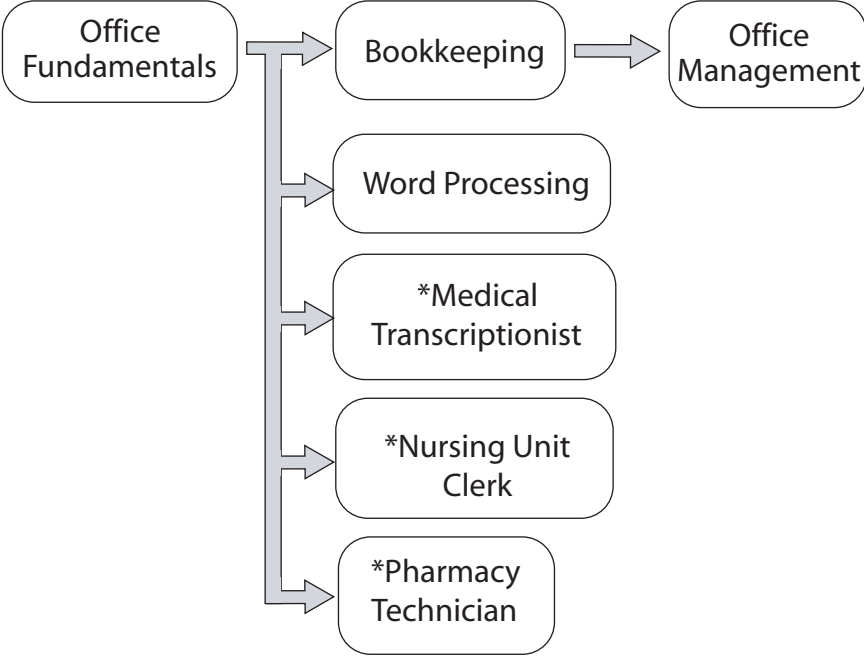 Office
Fundamentals
Bookkeeping
Office
Management
Word Processing
*Medical
Transcriptionist
*Nursing Unit
Clerk
*Pharmacy
Technician